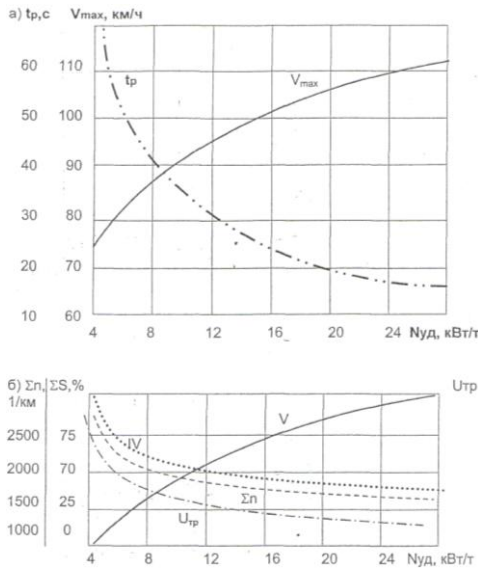 а) tр,с Vmax, км/ч
60 110
tр
Vmax
50 100
40 90
30 80
20 70
10 60
4 8 12 16 20 24 Nуд, кВт/т
б) Σn, ΣS,% Uтр
1/км
V
2500 75
IV
2000 70
Σn
1500 25
Uтр
1000 0
4 8 12 16 20 24 Nуд, кВт/т